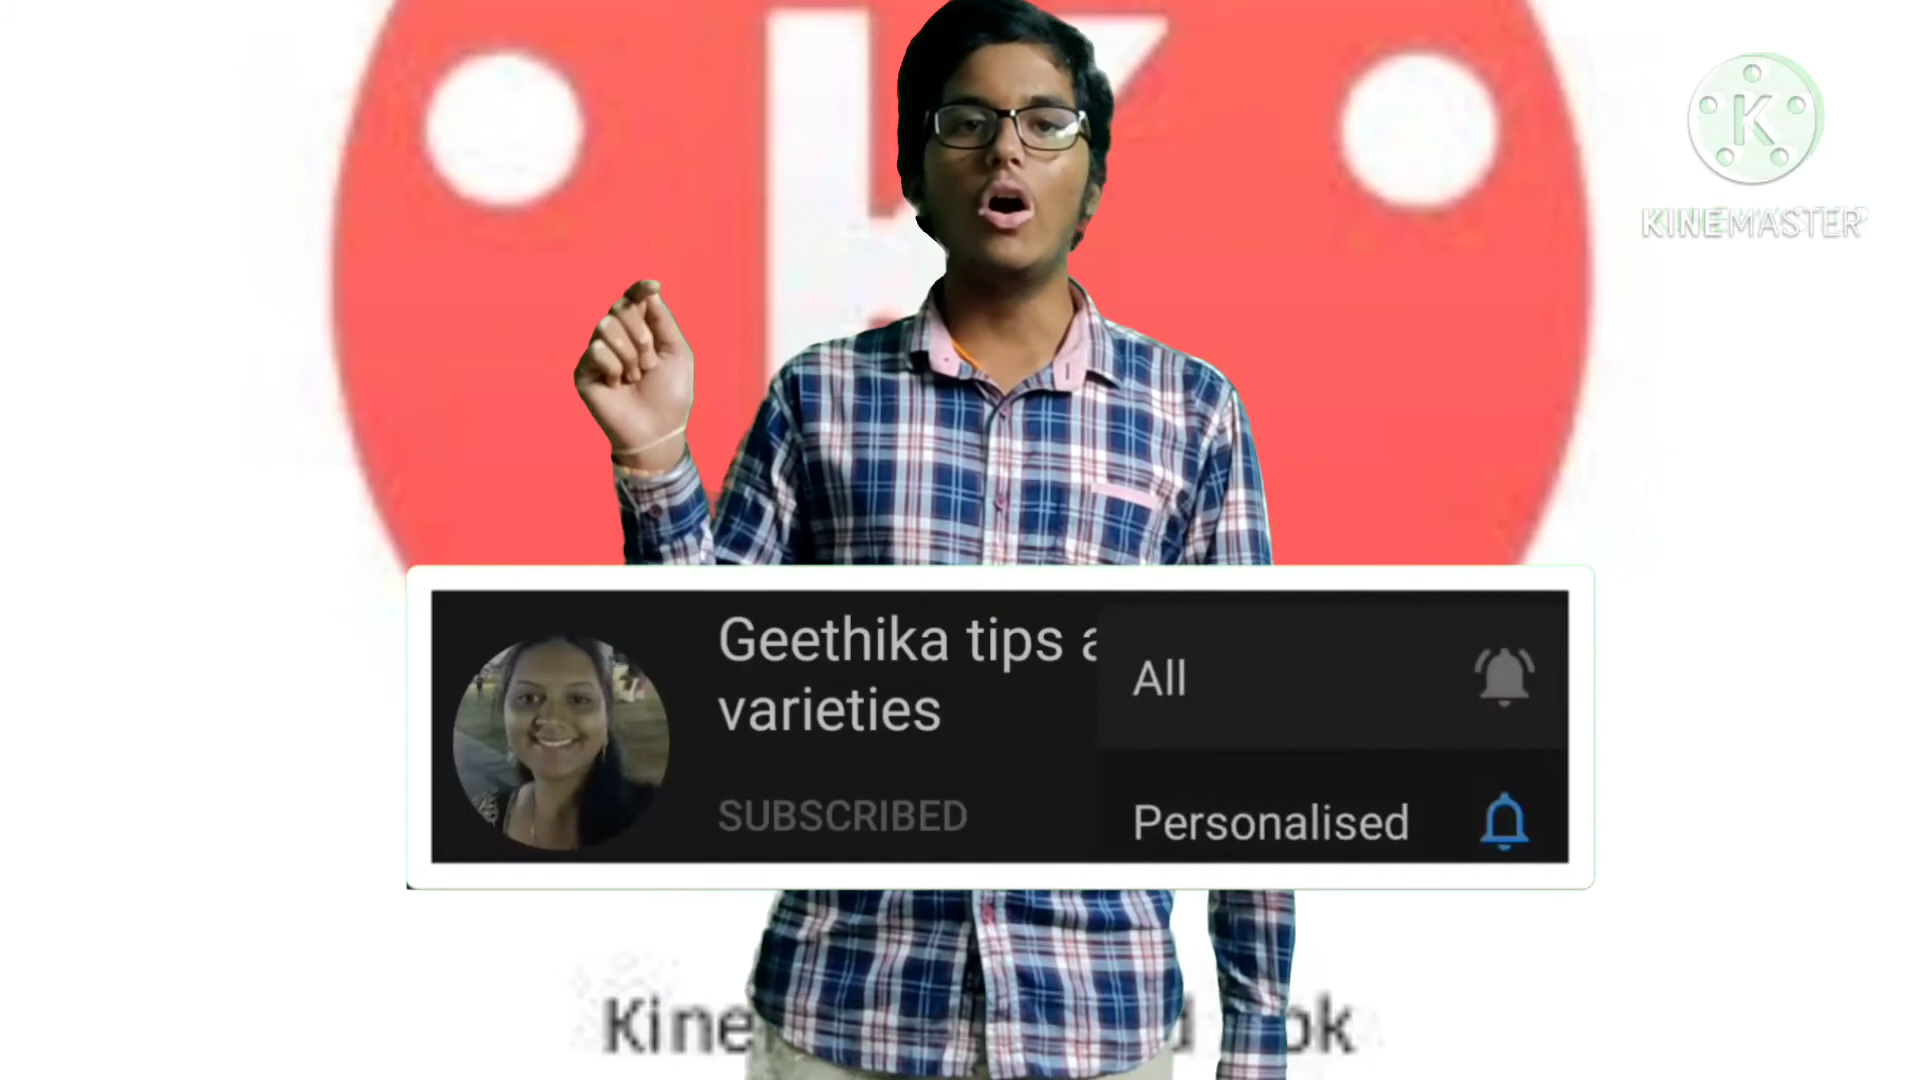 K
KINEMASTER
Geethika tips
varieties
SUBSCRIBED
All
Personalised